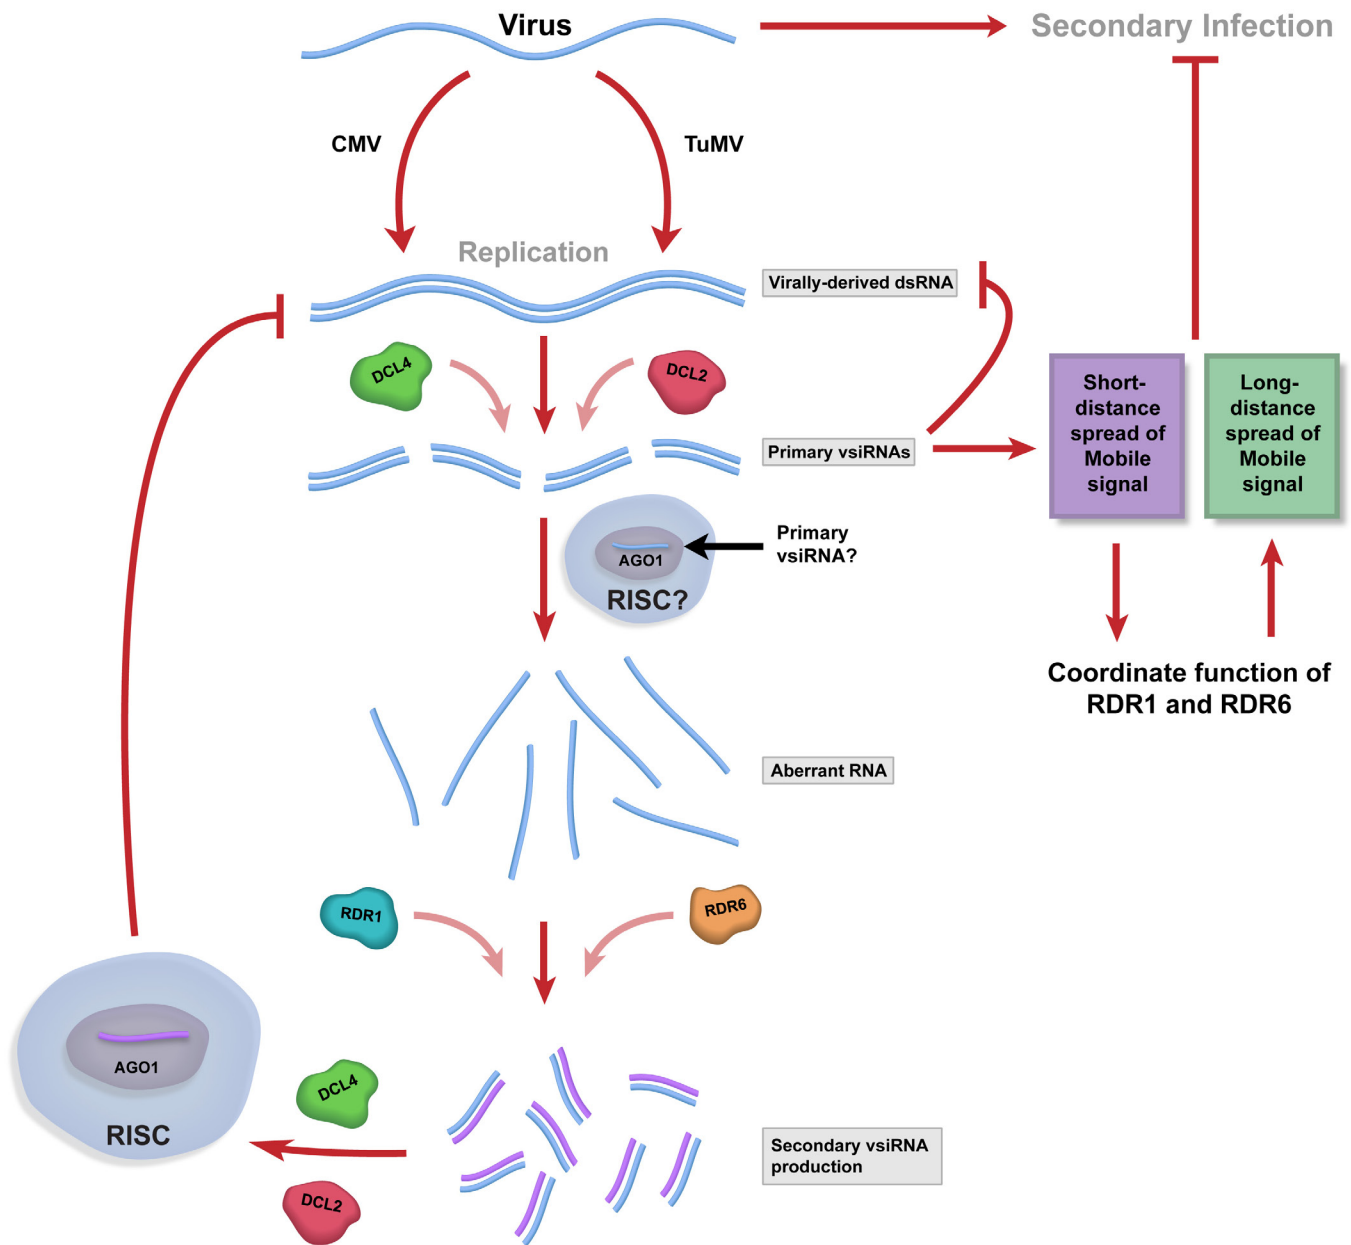 Virus
Secondary Infection
CMV
TuMV
Replication
Virally-derived dsRNA
DCL4
DCL2
Primary vsiRNAs
Short-
distance
spread of
Mobile
signal
Long-
distance
spread of
Mobile
signal
Primary
vsiRNA?
AGO1
RISC?
Coordinate function of
RDR1 and RDR6
Aberrant RNA
RDR1
RDR6
AGO1
RISC
DCL4
DCL2
Secondary vsiRNA
production